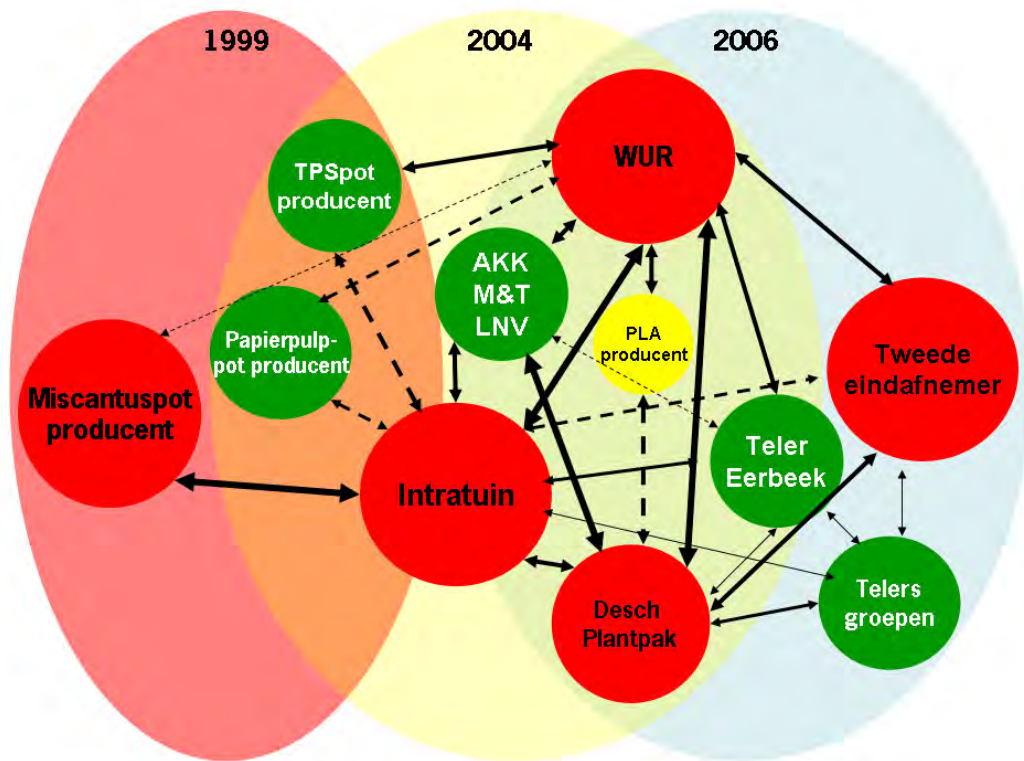 1999
2004
2006
TPSpot
producent
WUR
AKK
M&T
LNV
Papierpulp-
pot producent
PLA
producent
Tweede
eindafnemer
Miscantuspot
producent
Teler
Eerbeek
Intratuin
Desch
Plantpak
Telers
groepen